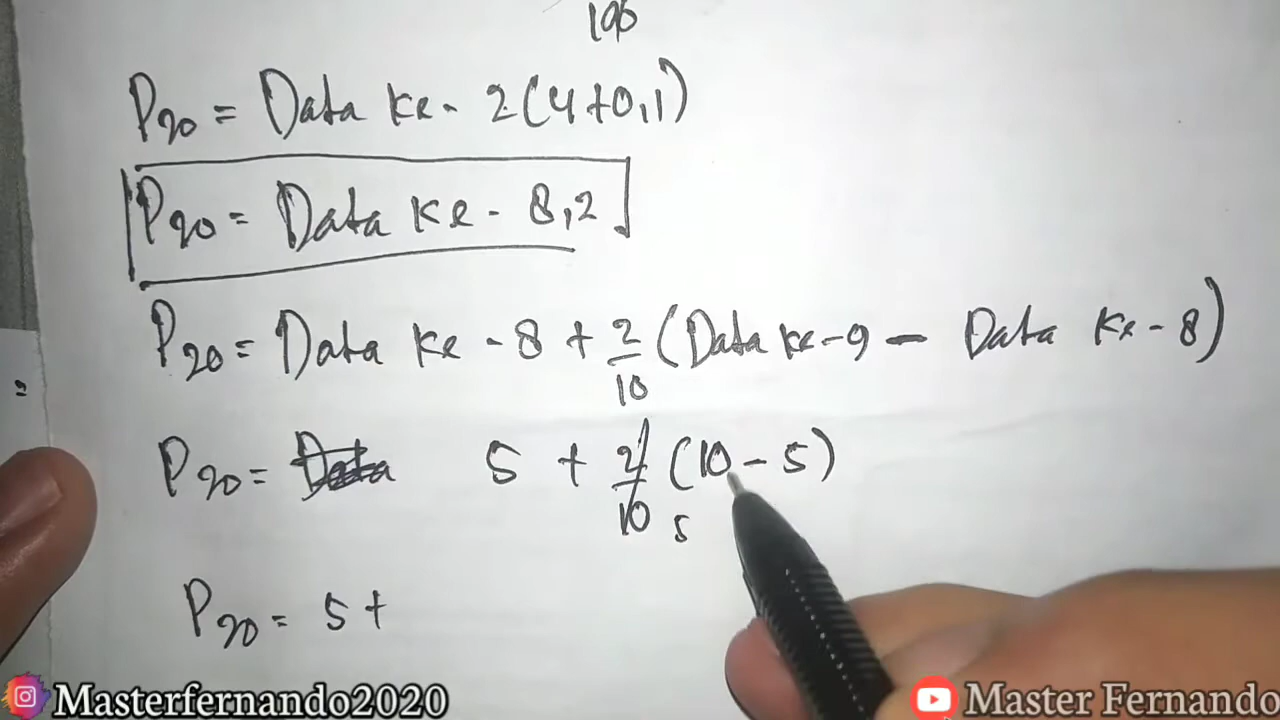 100
P20 = Data ke - 2(4+0,1)
P20 = Data ke - 8,2
P20 = Data ke - 8 + 2/10 (Data ke - 9 - Data ke - 8)
P20 = Data 5 + 2/10 (10 - 5)
1
5
P20 = 5 +
Masterfernando2020
Master Fernando